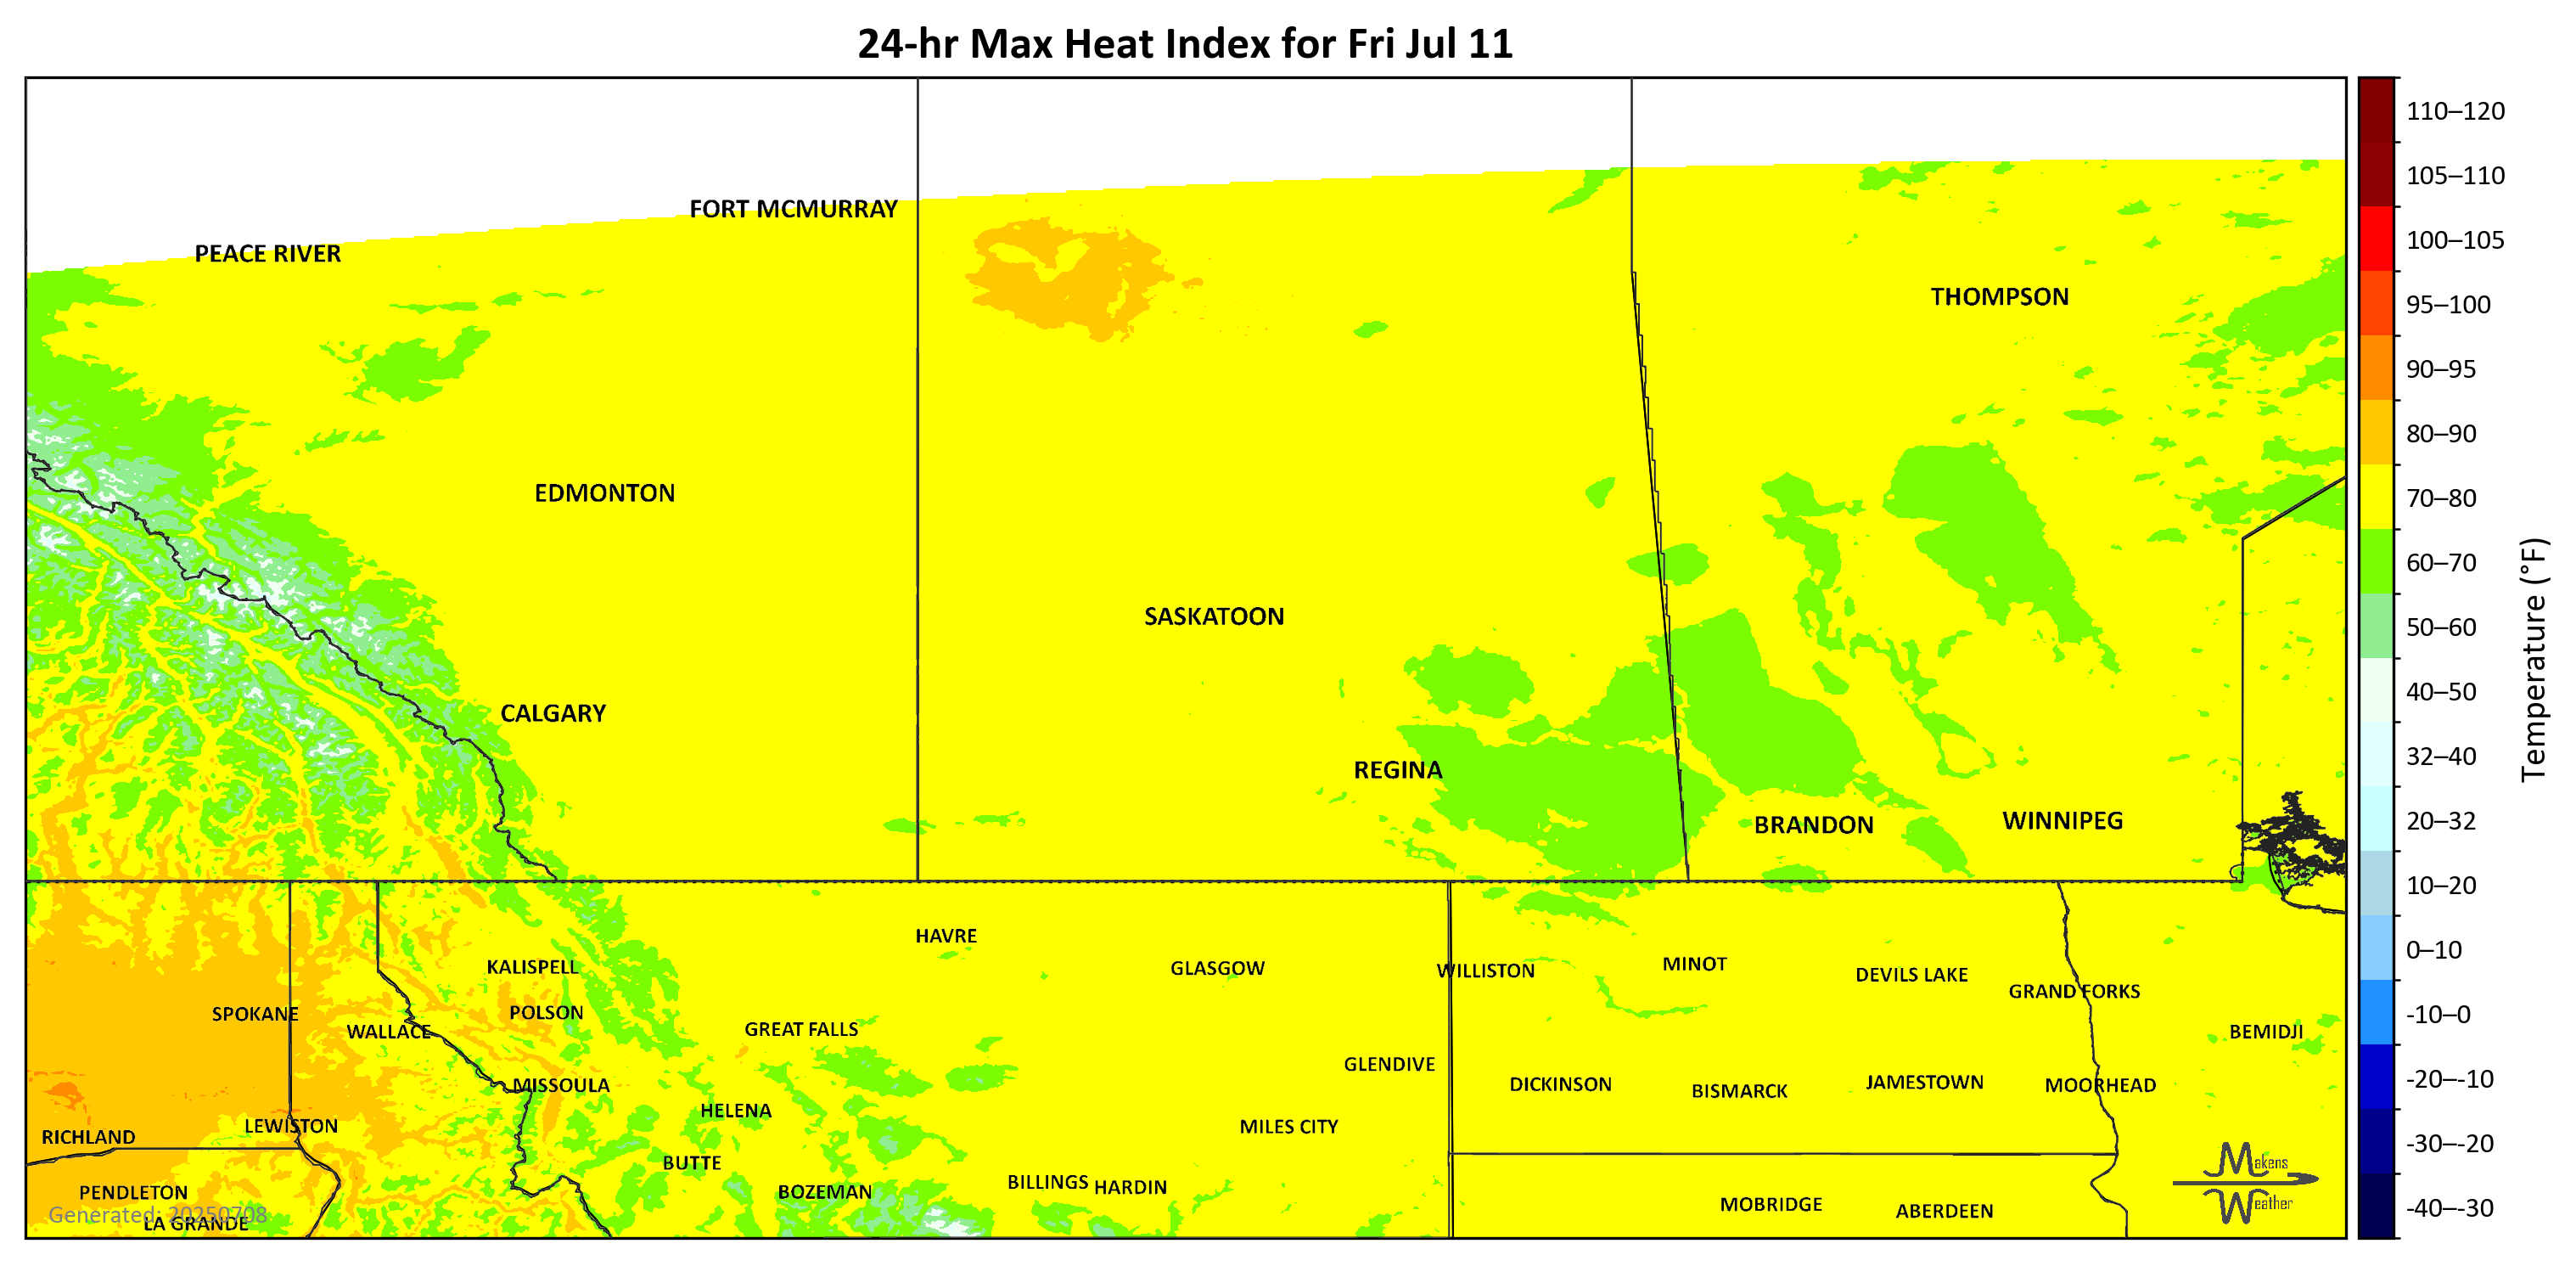 24-hr Max Heat Index for Fri Jul 11
FORT MCMURRAY
PEACE RIVER
THOMPSON
EDMONTON
SASKATOON
CALGARY
REGINA
BRANDON
WINNIPEG
HAVRE
KALISPELL
GLASGOW
WILLISTON
MINOT
DEVILS LAKE
GRAND FORKS
SPOKANE
POLSON
WALLACE
GREAT FALLS
BEMIDJI
GLENDIVE
MISSOULA
DICKINSON
BISMARCK
JAMESTOWN
MOORHEAD
HELENA
LEWISTON
MILES CITY
RICHLAND
BUTTE
BILLINGS
HARDIN
PENDLETON
BOZEMAN
MOBRIDGE
ABERDEEN
Generated: 20250708
LA GRANDE
Makens
Weather
110–120
105–110
100–105
95–100
90–95
80–90
70–80
60–70
50–60
40–50
32–40
20–32
10–20
0–10
-10–0
-20–-10
-30–-20
-40–-30
Temperature (°F)